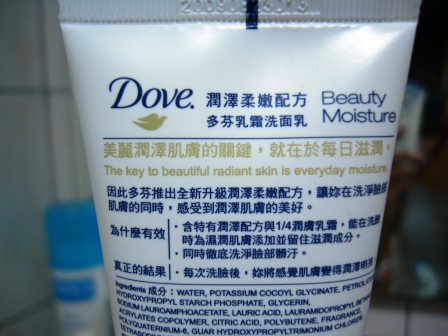 Dove.
潤澤柔嫩配方
多芬乳霜洗面乳
Beauty
Moisture
美麗潤澤肌膚的關鍵,就在於每日滋潤。
The key to beautiful radiant skin is everyday moisture.
因此多芬推出全新升級潤澤柔嫩配方,讓妳在洗淨臉部
肌膚的同時,感受到潤澤肌膚的美好。
為什麼有效
・含特有潤澤配方與1/4潤膚乳霜,能在洗臉
時為濕潤肌膚添加並留住滋潤成分。
・同時徹底洗淨臉部髒汙。
真正的結果
・每次洗臉後,妳將感覺肌膚變得潤澤明亮
Ingredients 成分: WATER, POTASSIUM COCOYL GLYCINATE,
HYDROXYPROPYL STARCH PHOSPHATE, GLYCERIN,
SODIUM LAUROAMPHOACETATE, LAURIC ACID,
ACRYLATES COPOLYMER, CITRIC ACID, POLYBUTENE, FRAGRANCE,
POLYQUATERNIUM-6, GUAR HYDROXYPROPYLTRIMONIUM CHLORIDE